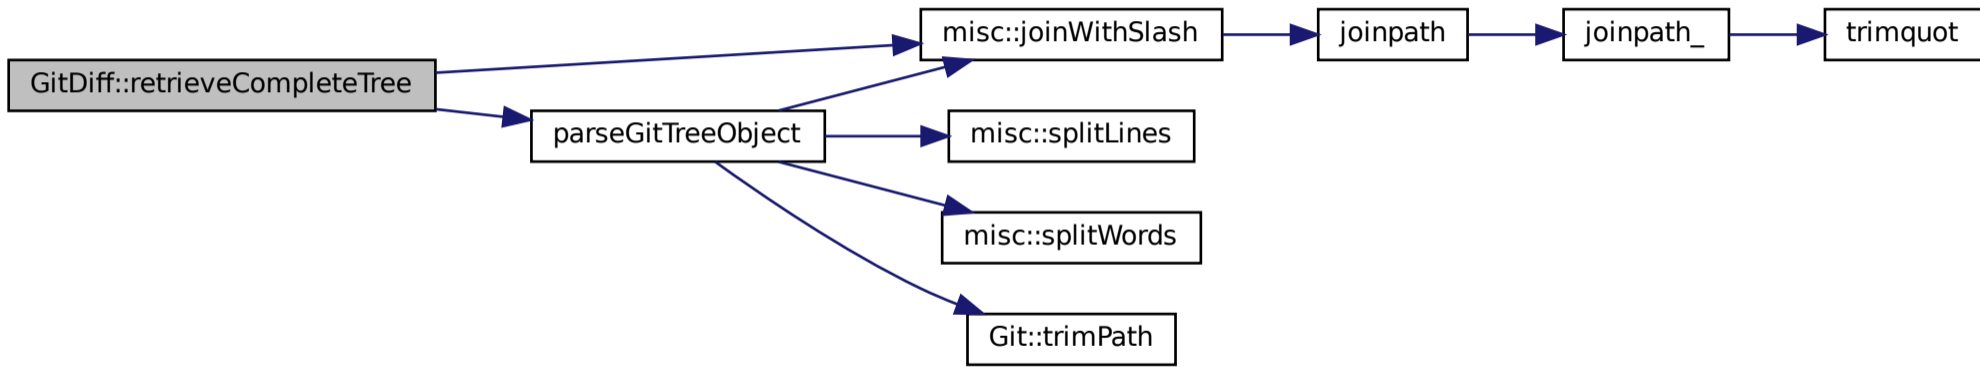 GitDiff::retrieveCompleteTree
misc::joinWithSlash
joinpath
joinpath_
trimquot
parseGitTreeObject
misc::splitLines
misc::splitWords
Git::trimPath